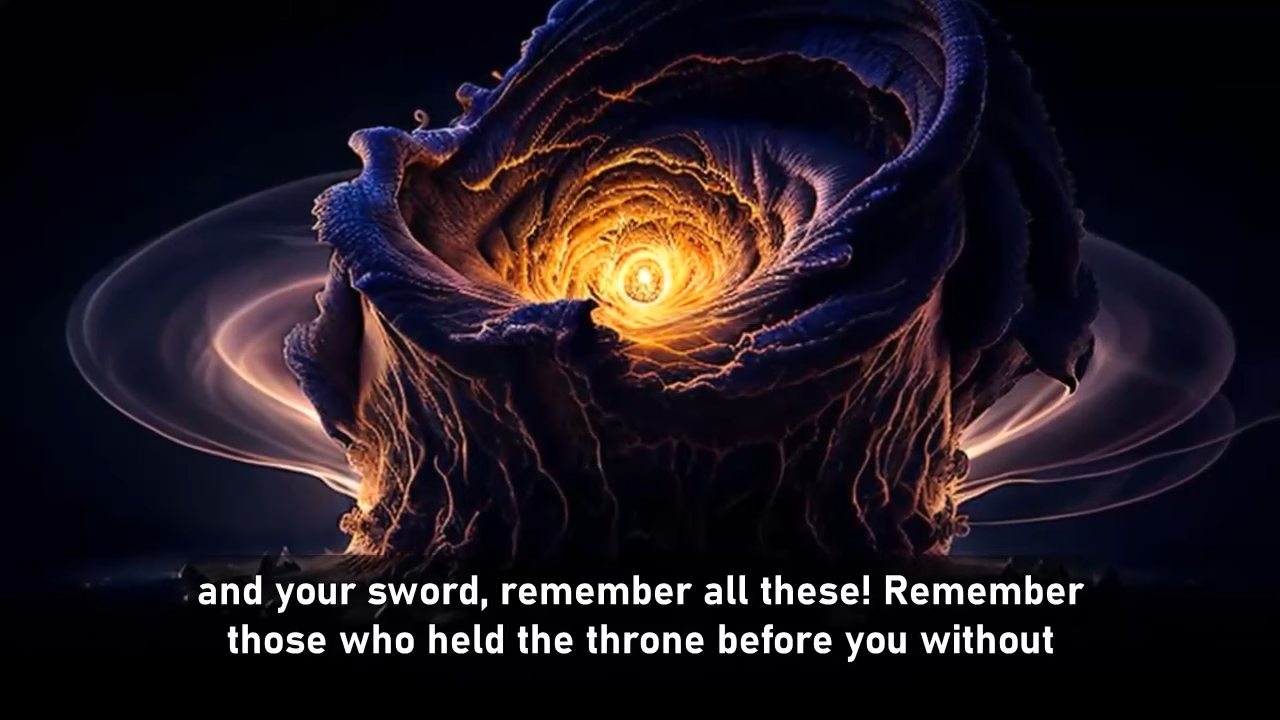 and your sword, remember all these! Remember
those who held the throne before you without